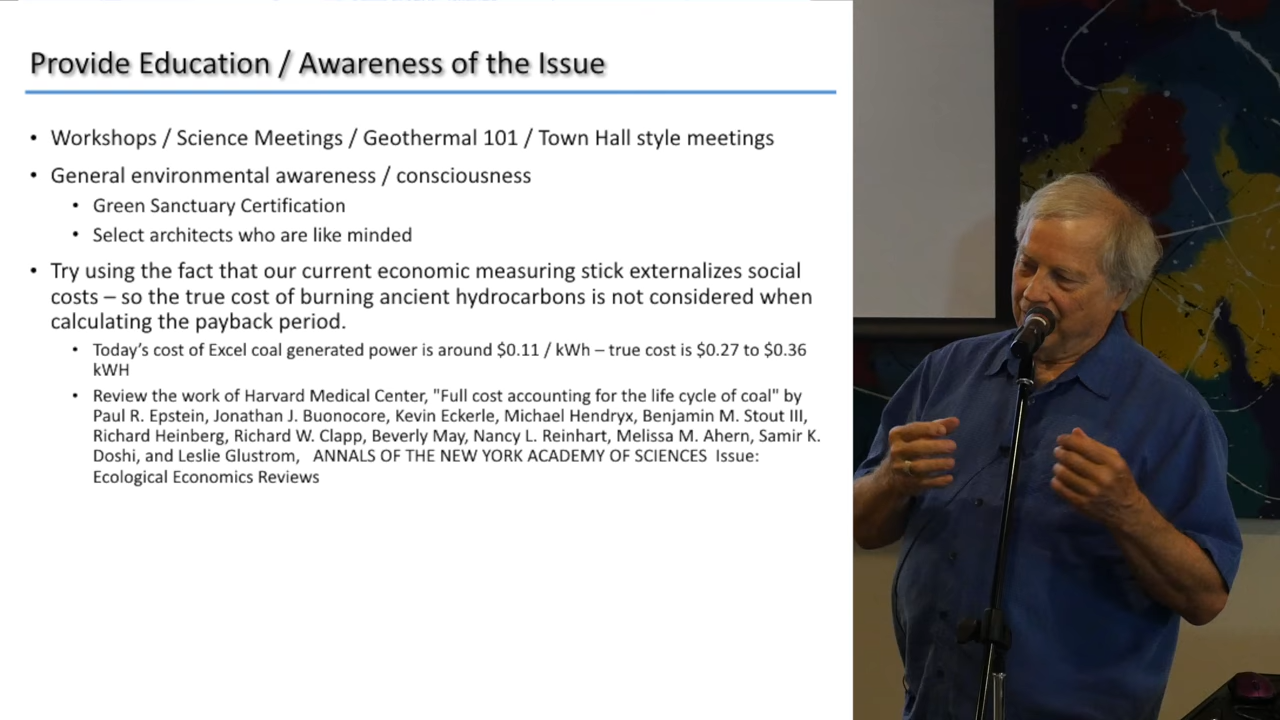 Provide Education / Awareness of the Issue
• Workshops / Science Meetings / Geothermal 101 / Town Hall style meetings
• General environmental awareness / consciousness
• Green Sanctuary Certification
• Select architects who are like minded
• Try using the fact that our current economic measuring stick externalizes social
costs – so the true cost of burning ancient hydrocarbons is not considered when
calculating the payback period.
• Today's cost of Excel coal generated power is around $0.11 / kWh – true cost is $0.27 to $0.36
kWH
• Review the work of Harvard Medical Center, "Full cost accounting for the life cycle of coal" by
Paul R. Epstein, Jonathan J. Buonocore, Kevin Eckerle, Michael Hendryx, Benjamin M. Stout III,
Richard Heinberg, Richard W. Clapp, Beverly May, Nancy L. Reinhart, Melissa M. Ahern, Samir K.
Doshi, and Leslie Glustrom,   ANNALS OF THE NEW YORK ACADEMY OF SCIENCES  Issue:
Ecological Economics Reviews